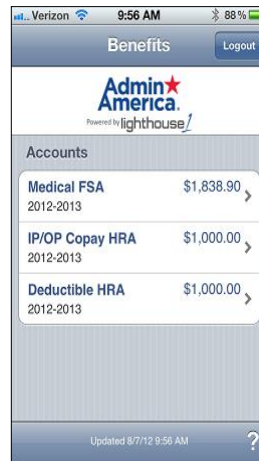 Verizon 9:56 AM 88%
Benefits Logout
Admin
America.
Powered by lighthouse1
Accounts
Medical FSA $1,838.90
2012-2013
IP/OP Copay HRA $1,000.00
2012-2013
Deductible HRA $1,000.00
2012-2013
Updated 8/7/12 9:56 AM ?